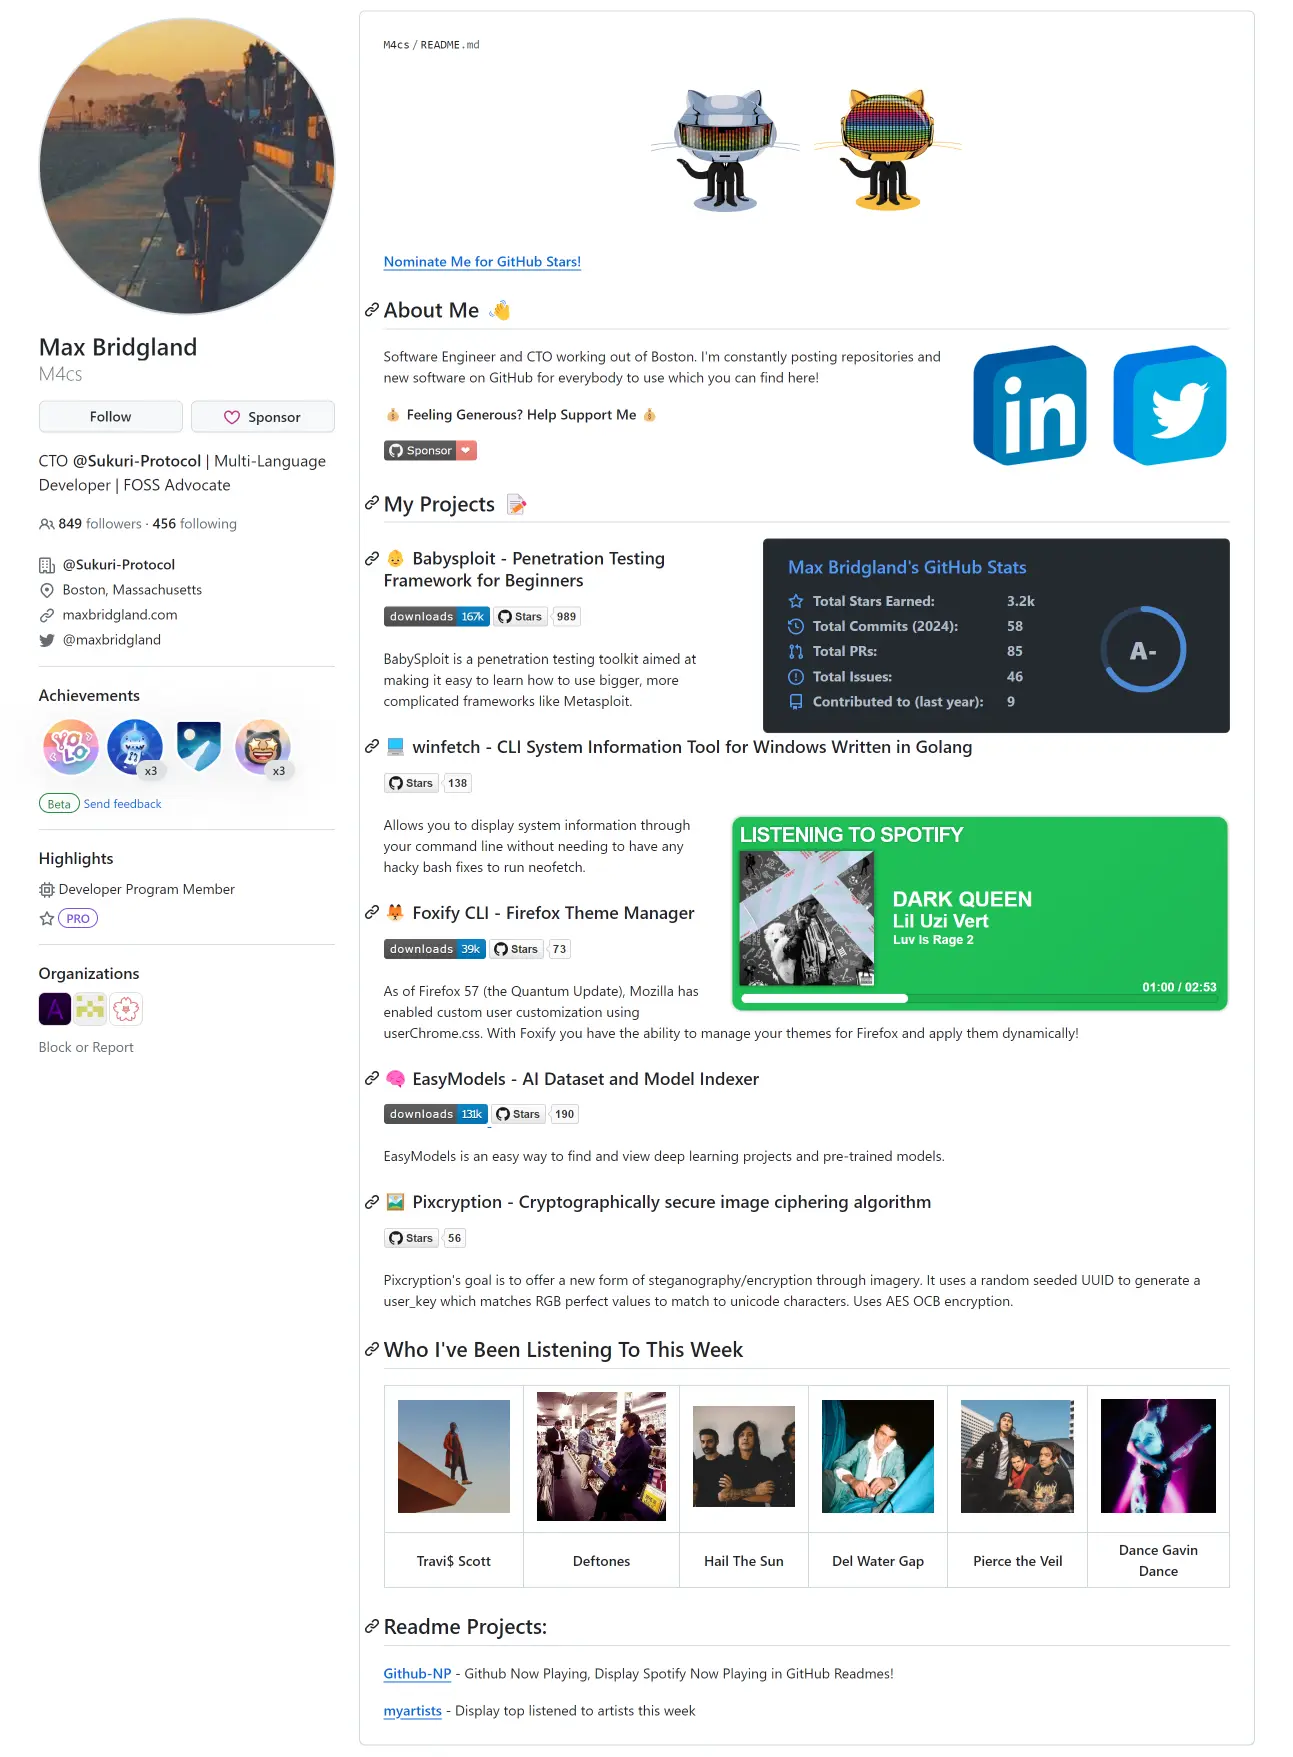 Max Bridgland
M4cs
Follow
Sponsor
CTO @Sukuri-Protocol | Multi-Language
Developer | FOSS Advocate
849 followers · 456 following
@Sukuri-Protocol
Boston, Massachusetts
maxbridgland.com
@maxbridgland
Achievements
YOLO
x3
x3
Beta Send feedback
Highlights
Developer Program Member
PRO
Organizations
A
Block or Report
M4cs / README.md
Nominate Me for GitHub Stars!
About Me 👋
Software Engineer and CTO working out of Boston. I'm constantly posting repositories and
new software on GitHub for everybody to use which you can find here!
💰 Feeling Generous? Help Support Me 💰
Sponsor ❤
in
My Projects 📝
👶 Babysploit - Penetration Testing
Framework for Beginners
downloads 167k Stars 989
BabySploit is a penetration testing toolkit aimed at
making it easy to learn how to use bigger, more
complicated frameworks like Metasploit.
Max Bridgland's GitHub Stats
Total Stars Earned: 3.2k
Total Commits (2024): 58
Total PRs: 85
Total Issues: 46
Contributed to (last year): 9
A-
💻 winfetch - CLI System Information Tool for Windows Written in Golang
Stars 138
Allows you to display system information through
your command line without needing to have any
hacky bash fixes to run neofetch.
LISTENING TO SPOTIFY
DARK QUEEN
Lil Uzi Vert
Luv Is Rage 2
01:00 / 02:53
🦊 Foxify CLI - Firefox Theme Manager
downloads 39k Stars 73
As of Firefox 57 (the Quantum Update), Mozilla has
enabled custom user customization using
userChrome.css. With Foxify you have the ability to manage your themes for Firefox and apply them dynamically!
🧠 EasyModels - AI Dataset and Model Indexer
downloads 131k Stars 190
EasyModels is an easy way to find and view deep learning projects and pre-trained models.
🖼️ Pixcryption - Cryptographically secure image ciphering algorithm
Stars 56
Pixcryption's goal is to offer a new form of steganography/encryption through imagery. It uses a random seeded UUID to generate a
user_key which matches RGB perfect values to match to unicode characters. Uses AES OCB encryption.
Who I've Been Listening To This Week
Travi$ Scott
Deftones
Hail The Sun
Del Water Gap
Pierce the Veil
Dance Gavin
Dance
Readme Projects:
Github-NP - Github Now Playing, Display Spotify Now Playing in GitHub Readmes!
myartists - Display top listened to artists this week